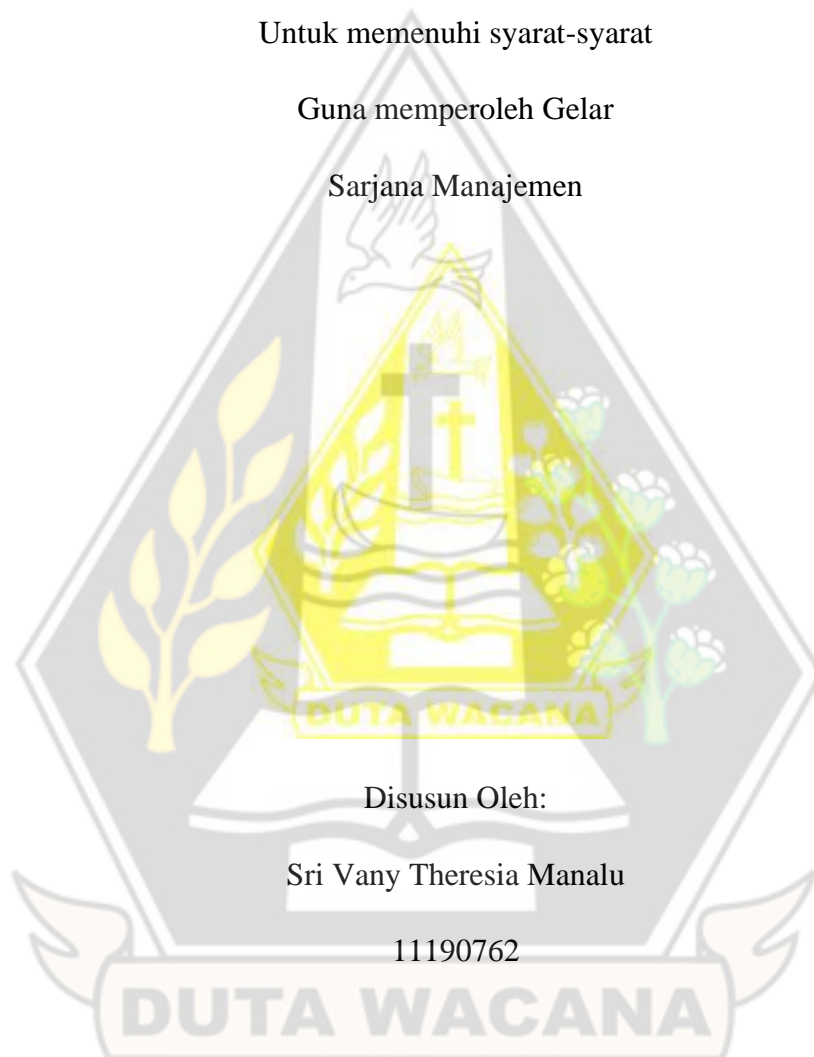 Untuk memenuhi syarat-syarat
Guna memperoleh Gelar
Sarjana Manajemen
DUTA WACANA
Disusun Oleh:
Sri Vany Theresia Manalu
11190762
DUTA WACANA